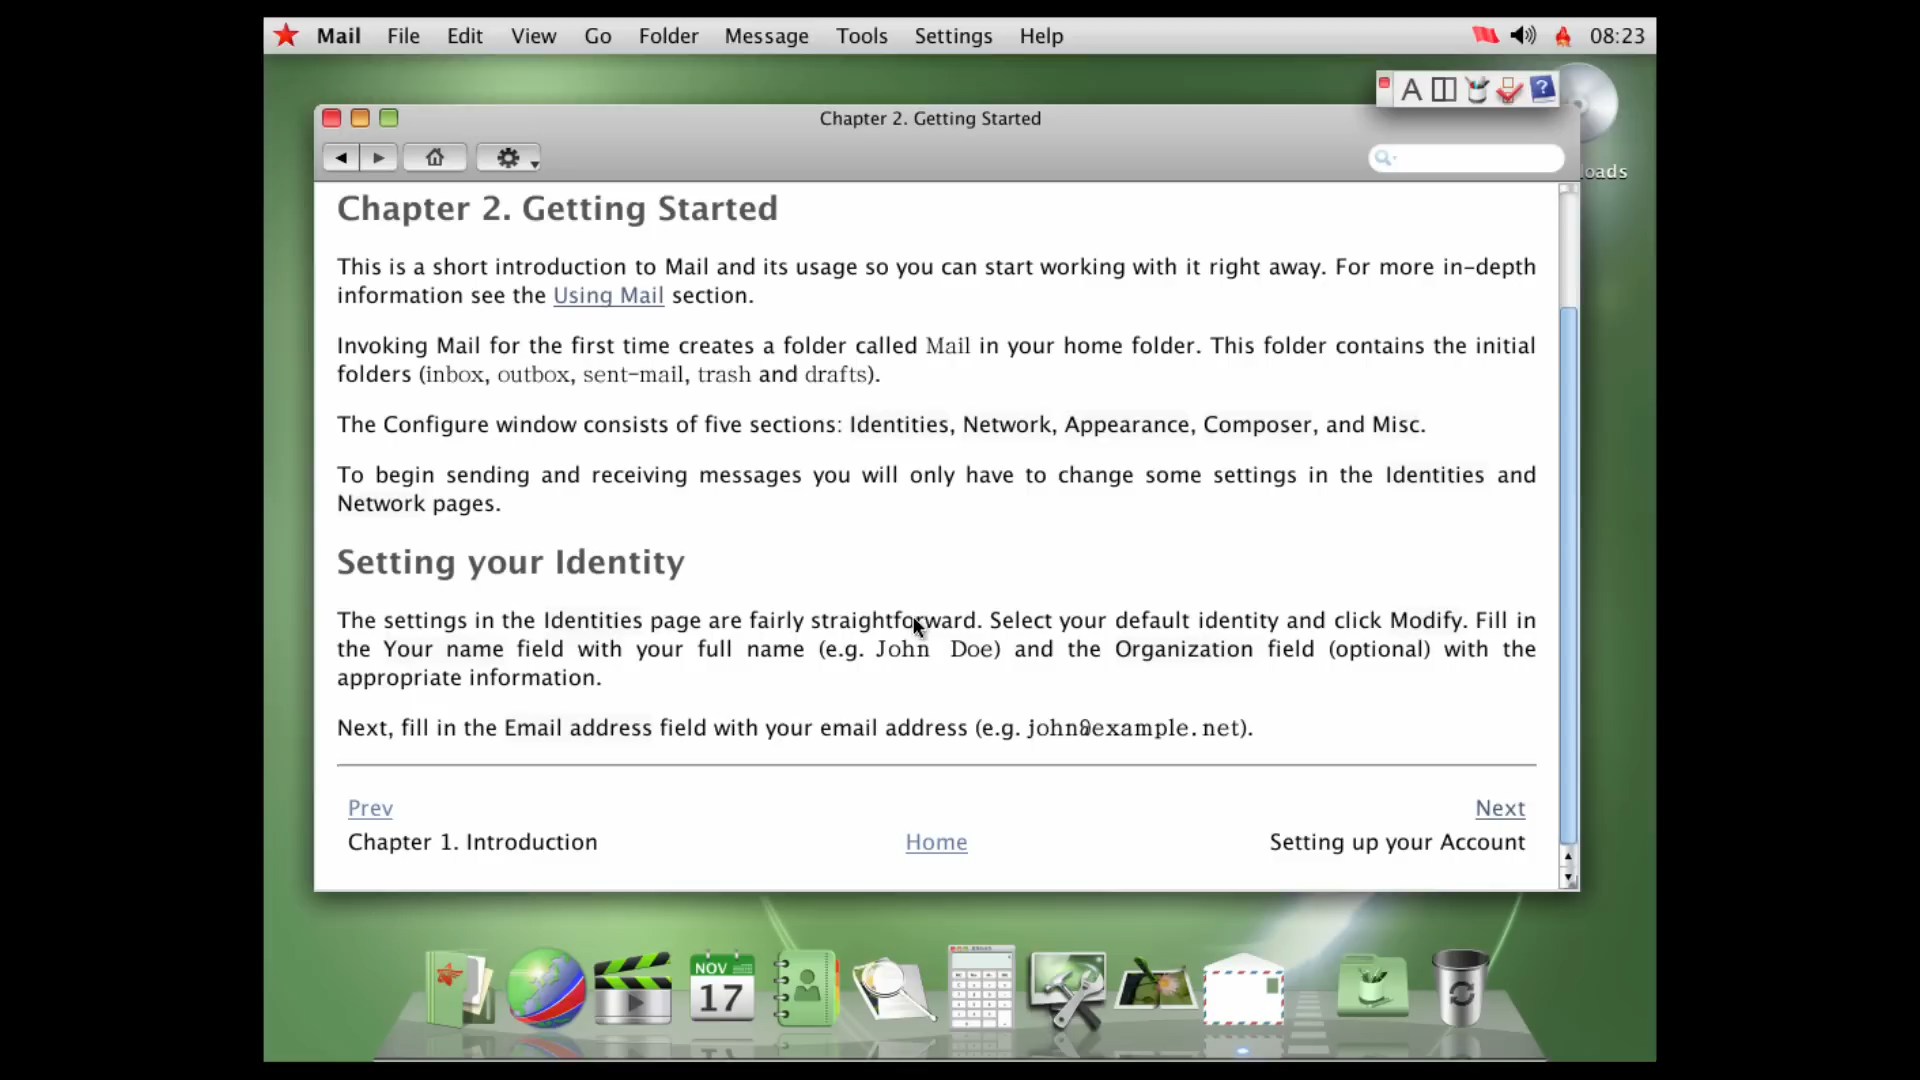 Mail File Edit View Go Folder Message Tools Settings Help 08:23
A ?
Chapter 2. Getting Started
loads
Chapter 2. Getting Started
This is a short introduction to Mail and its usage so you can start working with it right away. For more in-depth
information see the Using Mail section.
Invoking Mail for the first time creates a folder called Mail in your home folder. This folder contains the initial
folders (inbox, outbox, sent-mail, trash and drafts).
The Configure window consists of five sections: Identities, Network, Appearance, Composer, and Misc.
To begin sending and receiving messages you will only have to change some settings in the Identities and
Network pages.
Setting your Identity
The settings in the Identities page are fairly straightforward. Select your default identity and click Modify. Fill in
the Your name field with your full name (e.g. John Doe) and the Organization field (optional) with the
appropriate information.
Next, fill in the Email address field with your email address (e.g. john@example.net).
Prev Next
Chapter 1. Introduction Home Setting up your Account
NOV
17